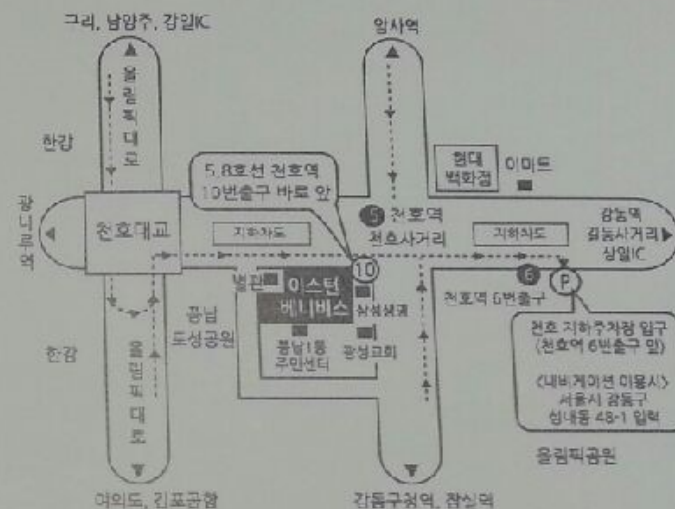 구리, 남양주, 강일IC
암사역
올림픽대로
한강
5,8호선 천호역
10번출구 바로 앞
현대
백화점
이마트
광나루역
천호대교
지하차도
5 천호역
천호사거리
지하차도
강동역
길동사거리
상일IC
10
6
P
별관
이스턴
베니비스
삼성생명
천호역 6번출구
풍납
토성공원
풍납1동
주민센터
광성교회
천호 지하주차장 입구
(천호역 6번출구 앞)
<내비게이션 이용시>
서울시 강동구
성내동 48-1 입력
한강
올림픽대로
올림픽공원
여의도, 김포공항
강동구청역, 잠실역